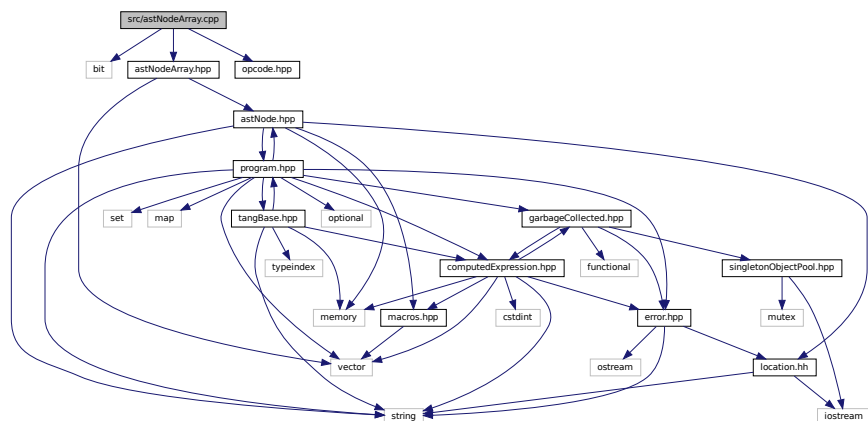 src/astNodeArray.cpp
bit
astNodeArray.hpp
opcode.hpp
astNode.hpp
program.hpp
set
map
tangBase.hpp
optional
garbageCollected.hpp
typeindex
computedExpression.hpp
functional
singletonObjectPool.hpp
memory
macros.hpp
cstdint
error.hpp
mutex
vector
ostream
location.hh
string
iostream